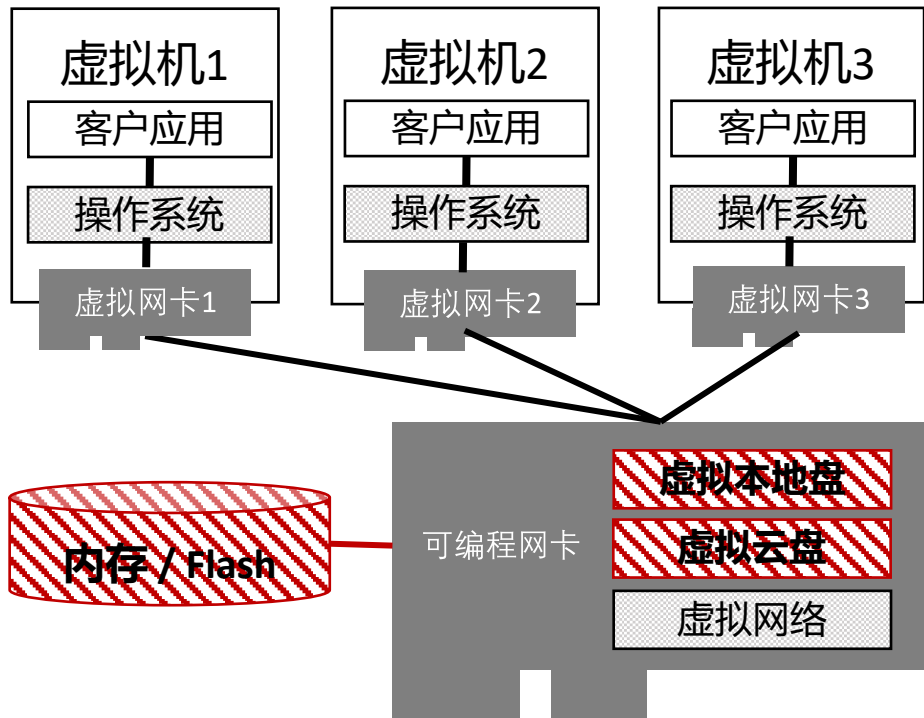 虚拟机1
虚拟机2
虚拟机3
客户应用
客户应用
客户应用
操作系统
操作系统
操作系统
虚拟网卡1
虚拟网卡2
虚拟网卡3
虚拟本地盘
内存 / Flash
可编程网卡
虚拟云盘
虚拟网络